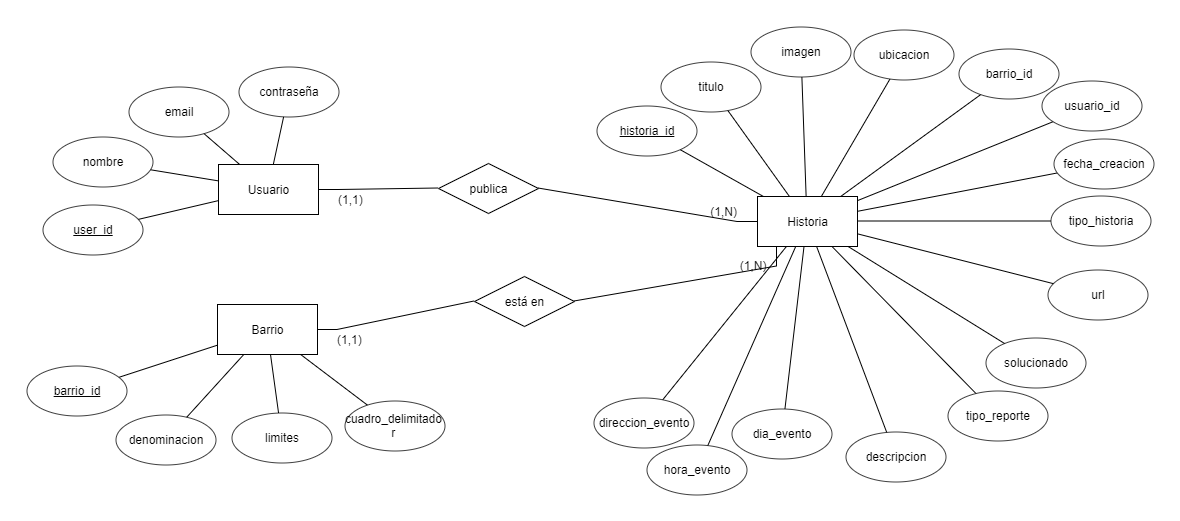 imagen
ubicacion
barrio_id
titulo
contraseña
usuario_id
email
historia_id
nombre
fecha_creacion
Usuario
publica
(1,1)
(1,N)
Historia
tipo_historia
user_id
(1,N)
está en
url
Barrio
(1,1)
solucionado
barrio_id
cuadro_delimitado
r
tipo_reporte
direccion_evento
dia_evento
denominacion
limites
descripcion
hora_evento